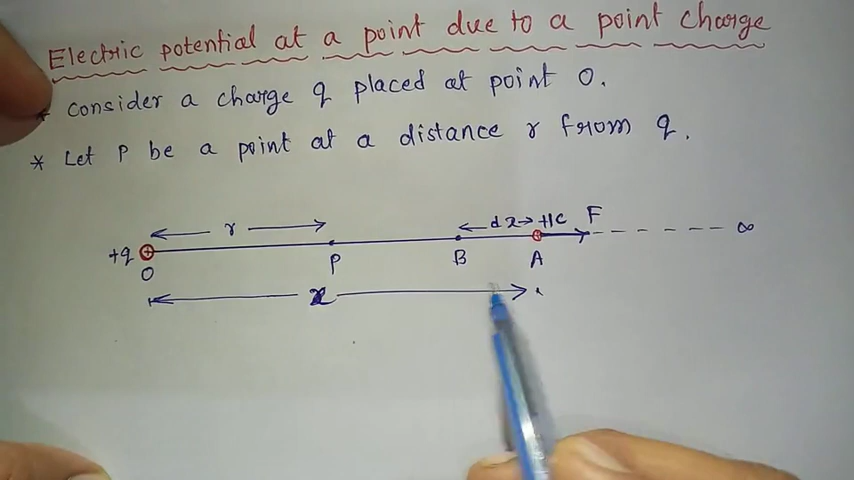 Electric potential at a point due to a point charge
* Consider a charge q placed at point O.
* Let P be a point at a distance r from q.
r dx +1C F
+q O P B A ∞
x